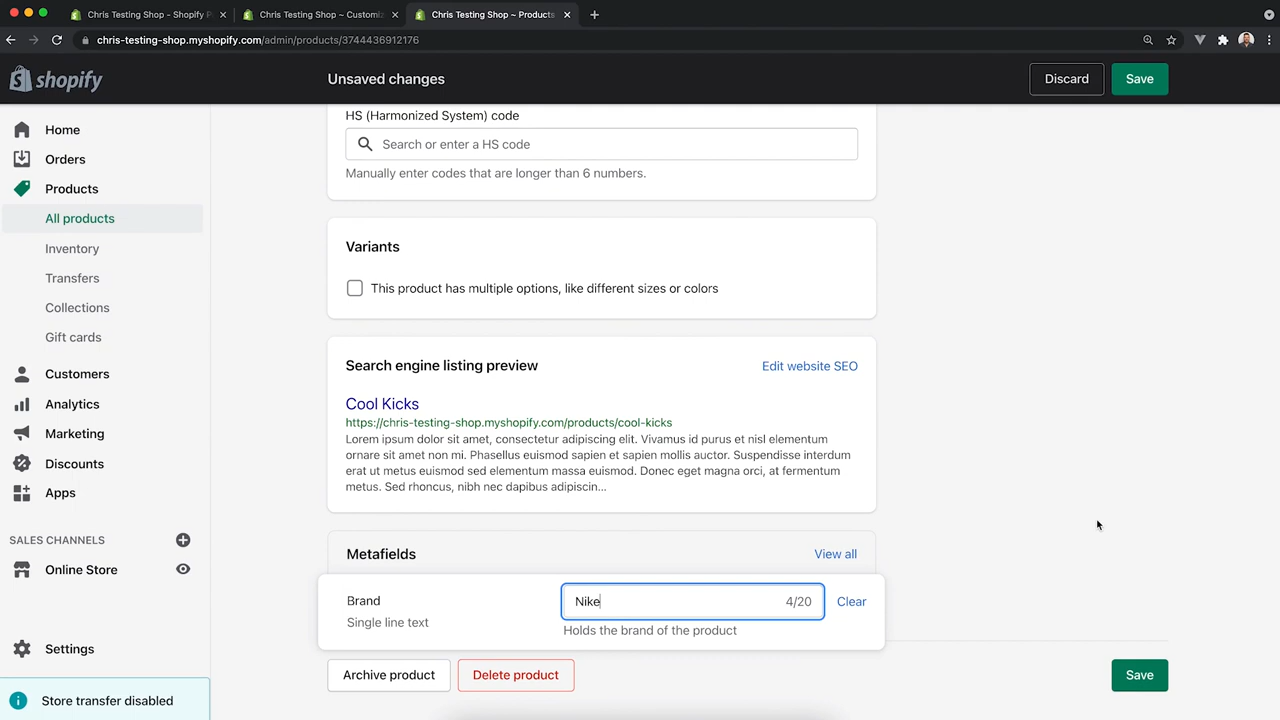 Chris Testing Shop - Shopify P
Chris Testing Shop ~ Customiz
Chris Testing Shop ~ Products
chris-testing-shop.myshopify.com/admin/products/3744436912176
shopify
Unsaved changes
Discard
Save
Home
Orders
Products
All products
Inventory
Transfers
Collections
Gift cards
Customers
Analytics
Marketing
Discounts
Apps
SALES CHANNELS
Online Store
Settings
Store transfer disabled
HS (Harmonized System) code
Search or enter a HS code
Manually enter codes that are longer than 6 numbers.
Variants
This product has multiple options, like different sizes or colors
Search engine listing preview
Edit website SEO
Cool Kicks
https://chris-testing-shop.myshopify.com/products/cool-kicks
Lorem ipsum dolor sit amet, consectetur adipiscing elit. Vivamus id purus et nisl elementum
ornare sit amet non mi. Phasellus euismod sapien et sapien mollis auctor. Suspendisse interdum
erat ut metus euismod sed elementum massa euismod. Donec eget magna orci, at fermentum
metus. Sed rhoncus, nibh nec dapibus adipiscin...
Metafields
View all
Brand
Single line text
Nike
4/20
Clear
Holds the brand of the product
Archive product
Delete product
Save